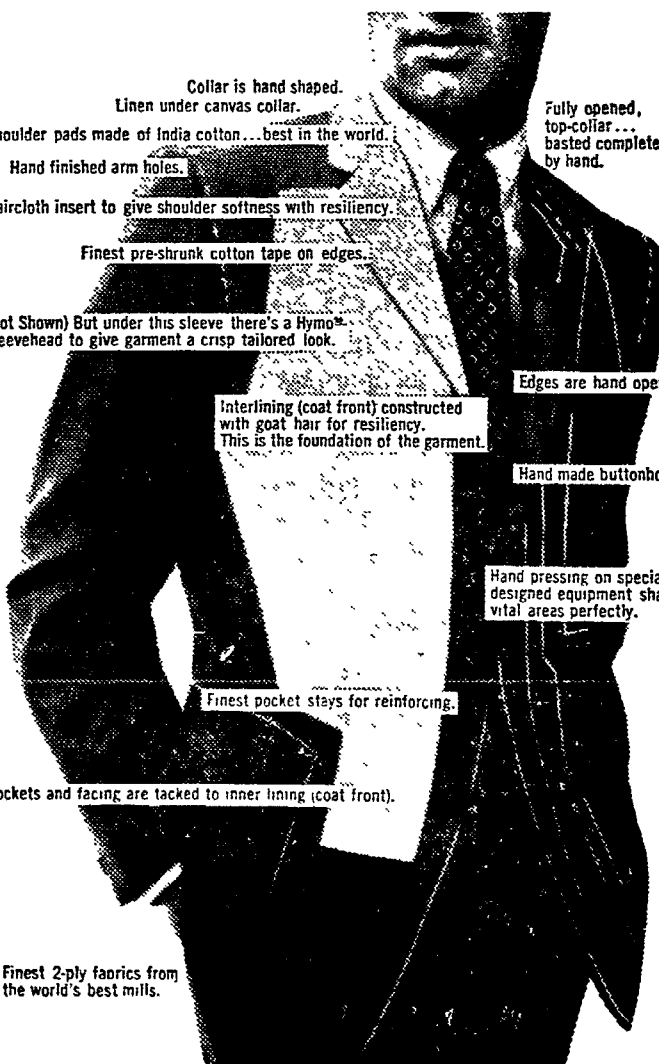 Collar is hand shaped.
Linen under canvas collar.
Fully opened,
top-collar...
basted complete
by hand.
houlder pads made of India cotton...best in the world.
Hand finished arm holes.
aircloth insert to give shoulder softness with resiliency.
Finest pre-shrunk cotton tape on edges.
ot Shown) But under this sleeve there's a Hymo®
eevehead to give garment a crisp tailored look.
Edges are hand ope
Interlining (coat front) constructed
with goat hair for resiliency.
This is the foundation of the garment.
Hand made buttonho
Hand pressing on specia
designed equipment sha
vital areas perfectly.
Finest pocket stays for reinforcing.
ockets and facing are tacked to inner lining (coat front).
Finest 2-ply fabrics from
the world's best mills.